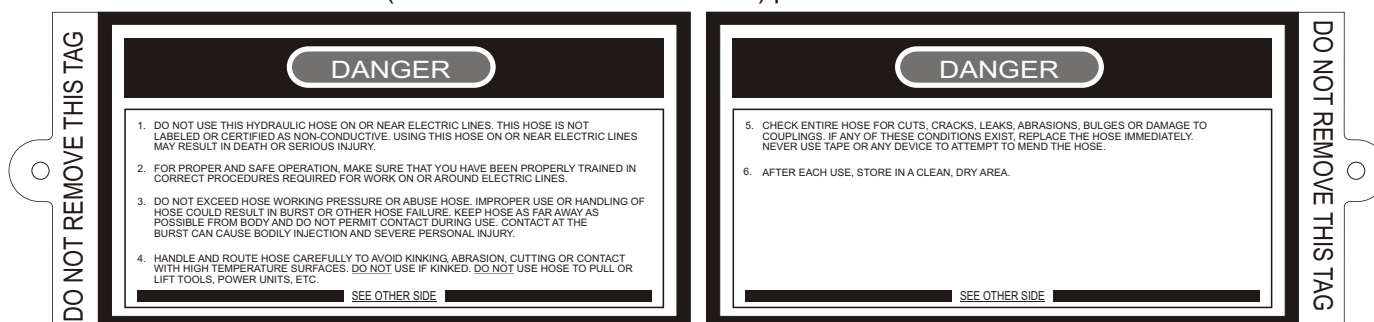 DO NOT REMOVE THIS TAG
DANGER
1. DO NOT USE THIS HYDRAULIC HOSE ON OR NEAR ELECTRIC LINES. THIS HOSE IS NOT
LABELED OR CERTIFIED AS NON-CONDUCTIVE. USING THIS HOSE ON OR NEAR ELECTRIC LINES
MAY RESULT IN DEATH OR SERIOUS INJURY.
2. FOR PROPER AND SAFE OPERATION, MAKE SURE THAT YOU HAVE BEEN PROPERLY TRAINED IN
CORRECT PROCEDURES REQUIRED FOR WORK ON OR AROUND ELECTRIC LINES.
3. DO NOT EXCEED HOSE WORKING PRESSURE OR ABUSE HOSE. IMPROPER USE OR HANDLING OF
HOSE COULD RESULT IN BURST OR OTHER HOSE FAILURE. KEEP HOSE AS FAR AWAY AS
POSSIBLE FROM BODY AND DO NOT PERMIT CONTACT DURING USE. CONTACT AT THE
BURST CAN CAUSE BODILY INJECTION AND SEVERE PERSONAL INJURY.
4. HANDLE AND ROUTE HOSE CAREFULLY TO AVOID KINKING, ABRASION, CUTTING OR CONTACT
WITH HIGH TEMPERATURE SURFACES. DO NOT USE IF KINKED. DO NOT USE HOSE TO PULL OR
LIFT TOOLS, POWER UNITS, ETC.
SEE OTHER SIDE
DANGER
5. CHECK ENTIRE HOSE FOR CUTS, CRACKS, LEAKS, ABRASIONS, BULGES OR DAMAGE TO
COUPLINGS. IF ANY OF THESE CONDITIONS EXIST, REPLACE THE HOSE IMMEDIATELY.
NEVER USE TAPE OR ANY DEVICE TO ATTEMPT TO MEND THE HOSE.
6. AFTER EACH USE, STORE IN A CLEAN, DRY AREA.
SEE OTHER SIDE
DO NOT REMOVE THIS TAG